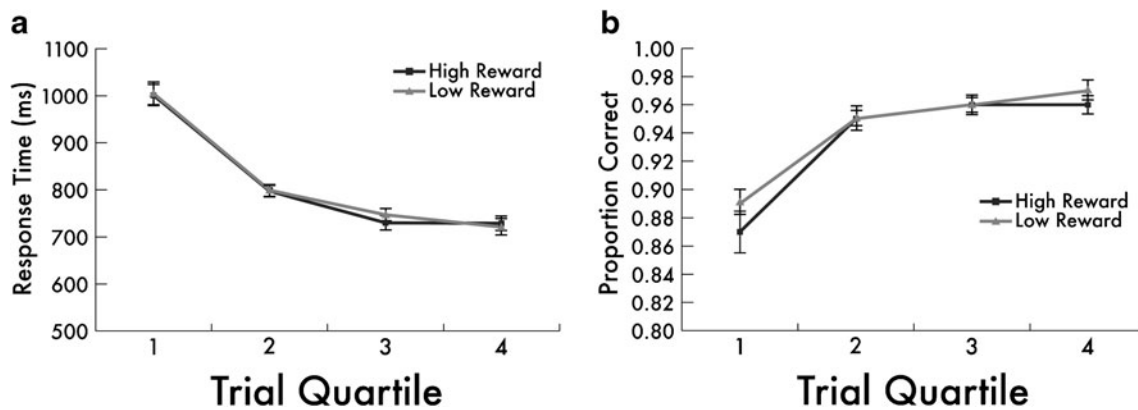 a
Response Time (ms)
1100
1000
900
800
700
600
500
High Reward
Low Reward
1
2
3
4
Trial Quartile
b
Proportion Correct
1.00
0.98
0.96
0.94
0.92
0.90
0.88
0.86
0.84
0.82
0.80
High Reward
Low Reward
1
2
3
4
Trial Quartile